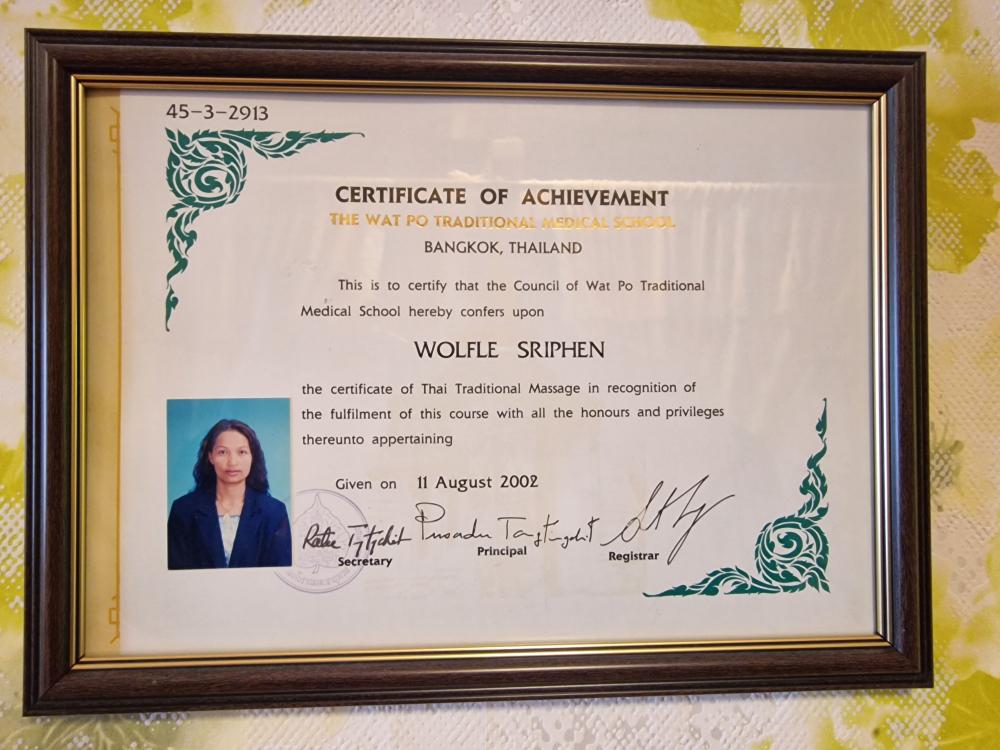 45-3-2913
CERTIFICATE OF ACHIEVEMENT
THE WAT PO TRADITIONAL MEDICAL SCHOOL
BANGKOK, THAILAND
This is to certify that the Council of Wat Po Traditional
Medical School hereby confers upon
WOLFLE SRIPHEN
the certificate of Thai Traditional Massage in recognition of
the fulfilment of this course with all the honours and privileges
thereunto appertaining
Given on 11 August 2002
Secretary
Principal
Registrar